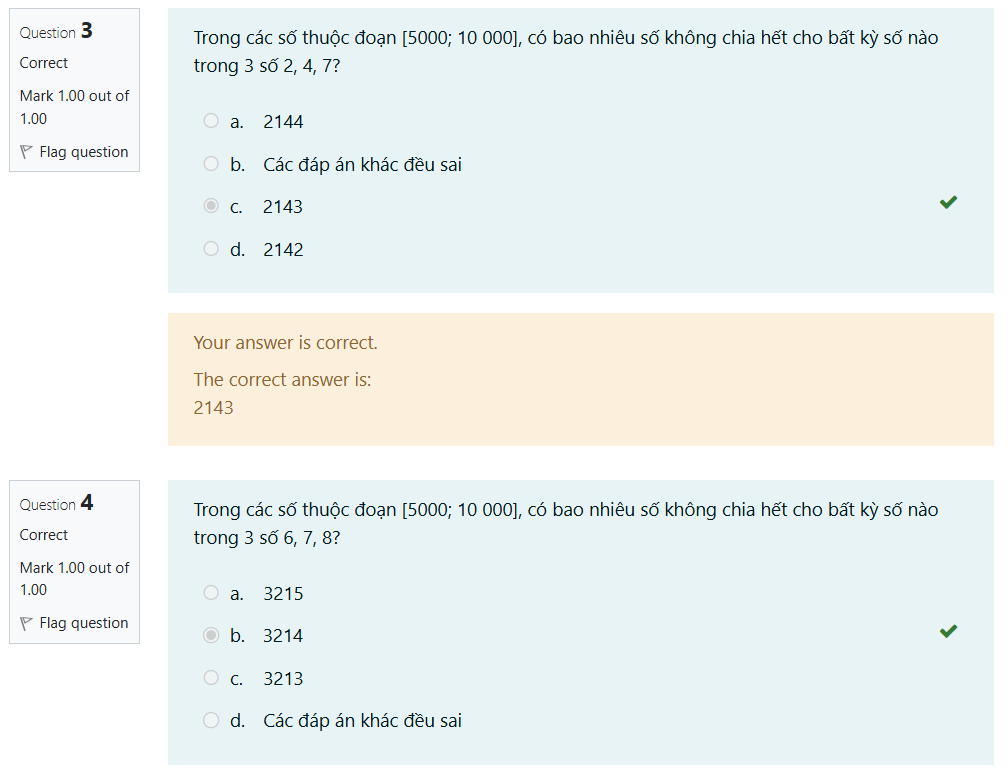 Question 3
Correct
Mark 1.00 out of
1.00
Flag question
Trong các số thuộc đoạn [5000; 10 000], có bao nhiêu số không chia hết cho bất kỳ số nào
trong 3 số 2, 4, 7?
a. 2144
b. Các đáp án khác đều sai
c. 2143
d. 2142
Your answer is correct.
The correct answer is:
2143
Question 4
Correct
Mark 1.00 out of
1.00
Flag question
Trong các số thuộc đoạn [5000; 10 000], có bao nhiêu số không chia hết cho bất kỳ số nào
trong 3 số 6, 7, 8?
a. 3215
b. 3214
c. 3213
d. Các đáp án khác đều sai